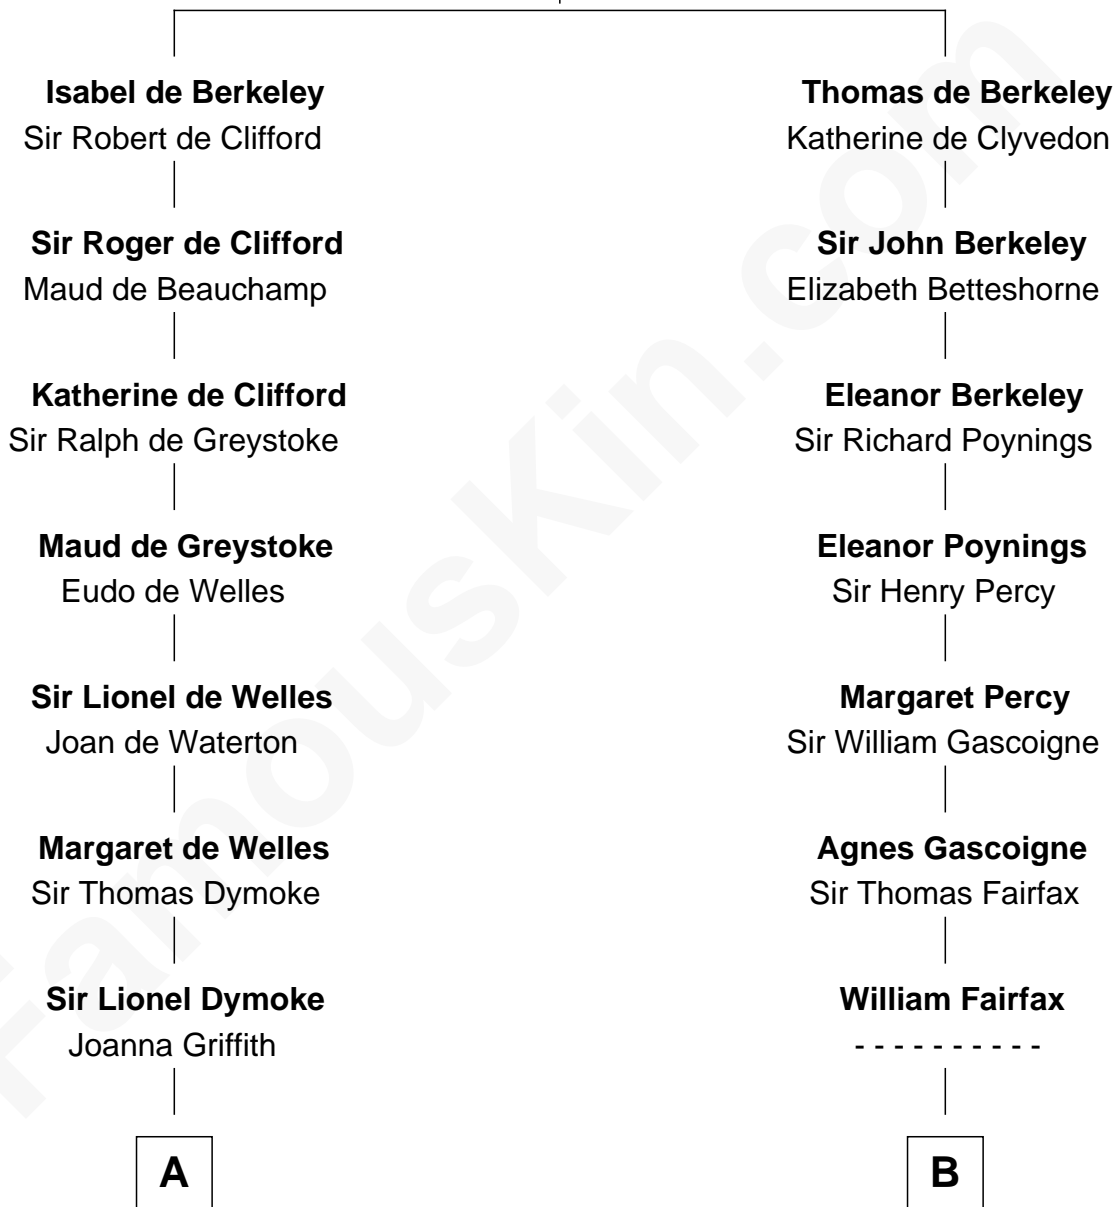 Isabel de Berkeley
Sir Robert de Clifford
Sir Roger de Clifford
Maud de Beauchamp
Katherine de Clifford
Sir Ralph de Greystoke
Maud de Greystoke
Eudo de Welles
Sir Lionel de Welles
Joan de Waterton
Margaret de Welles
Sir Thomas Dymoke
Sir Lionel Dymoke
Joanna Griffith
A
Thomas de Berkeley
Katherine de Clyvedon
Sir John Berkeley
Elizabeth Betteshorne
Eleanor Berkeley
Sir Richard Poynings
Eleanor Poynings
Sir Henry Percy
Margaret Percy
Sir William Gascoigne
Agnes Gascoigne
Sir Thomas Fairfax
William Fairfax
- - - - - - - - - -
B
FamousKin.com